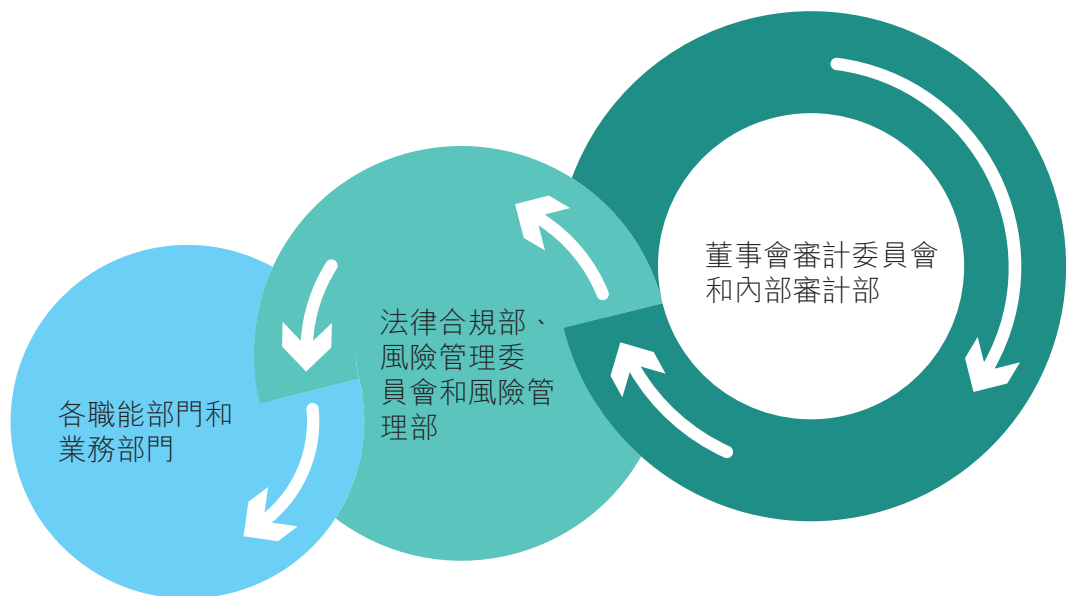 各職能部門和
業務部門
法律合規部、
風險管理委
員會和風險管
理部
董事會審計委員會
和內部審計部